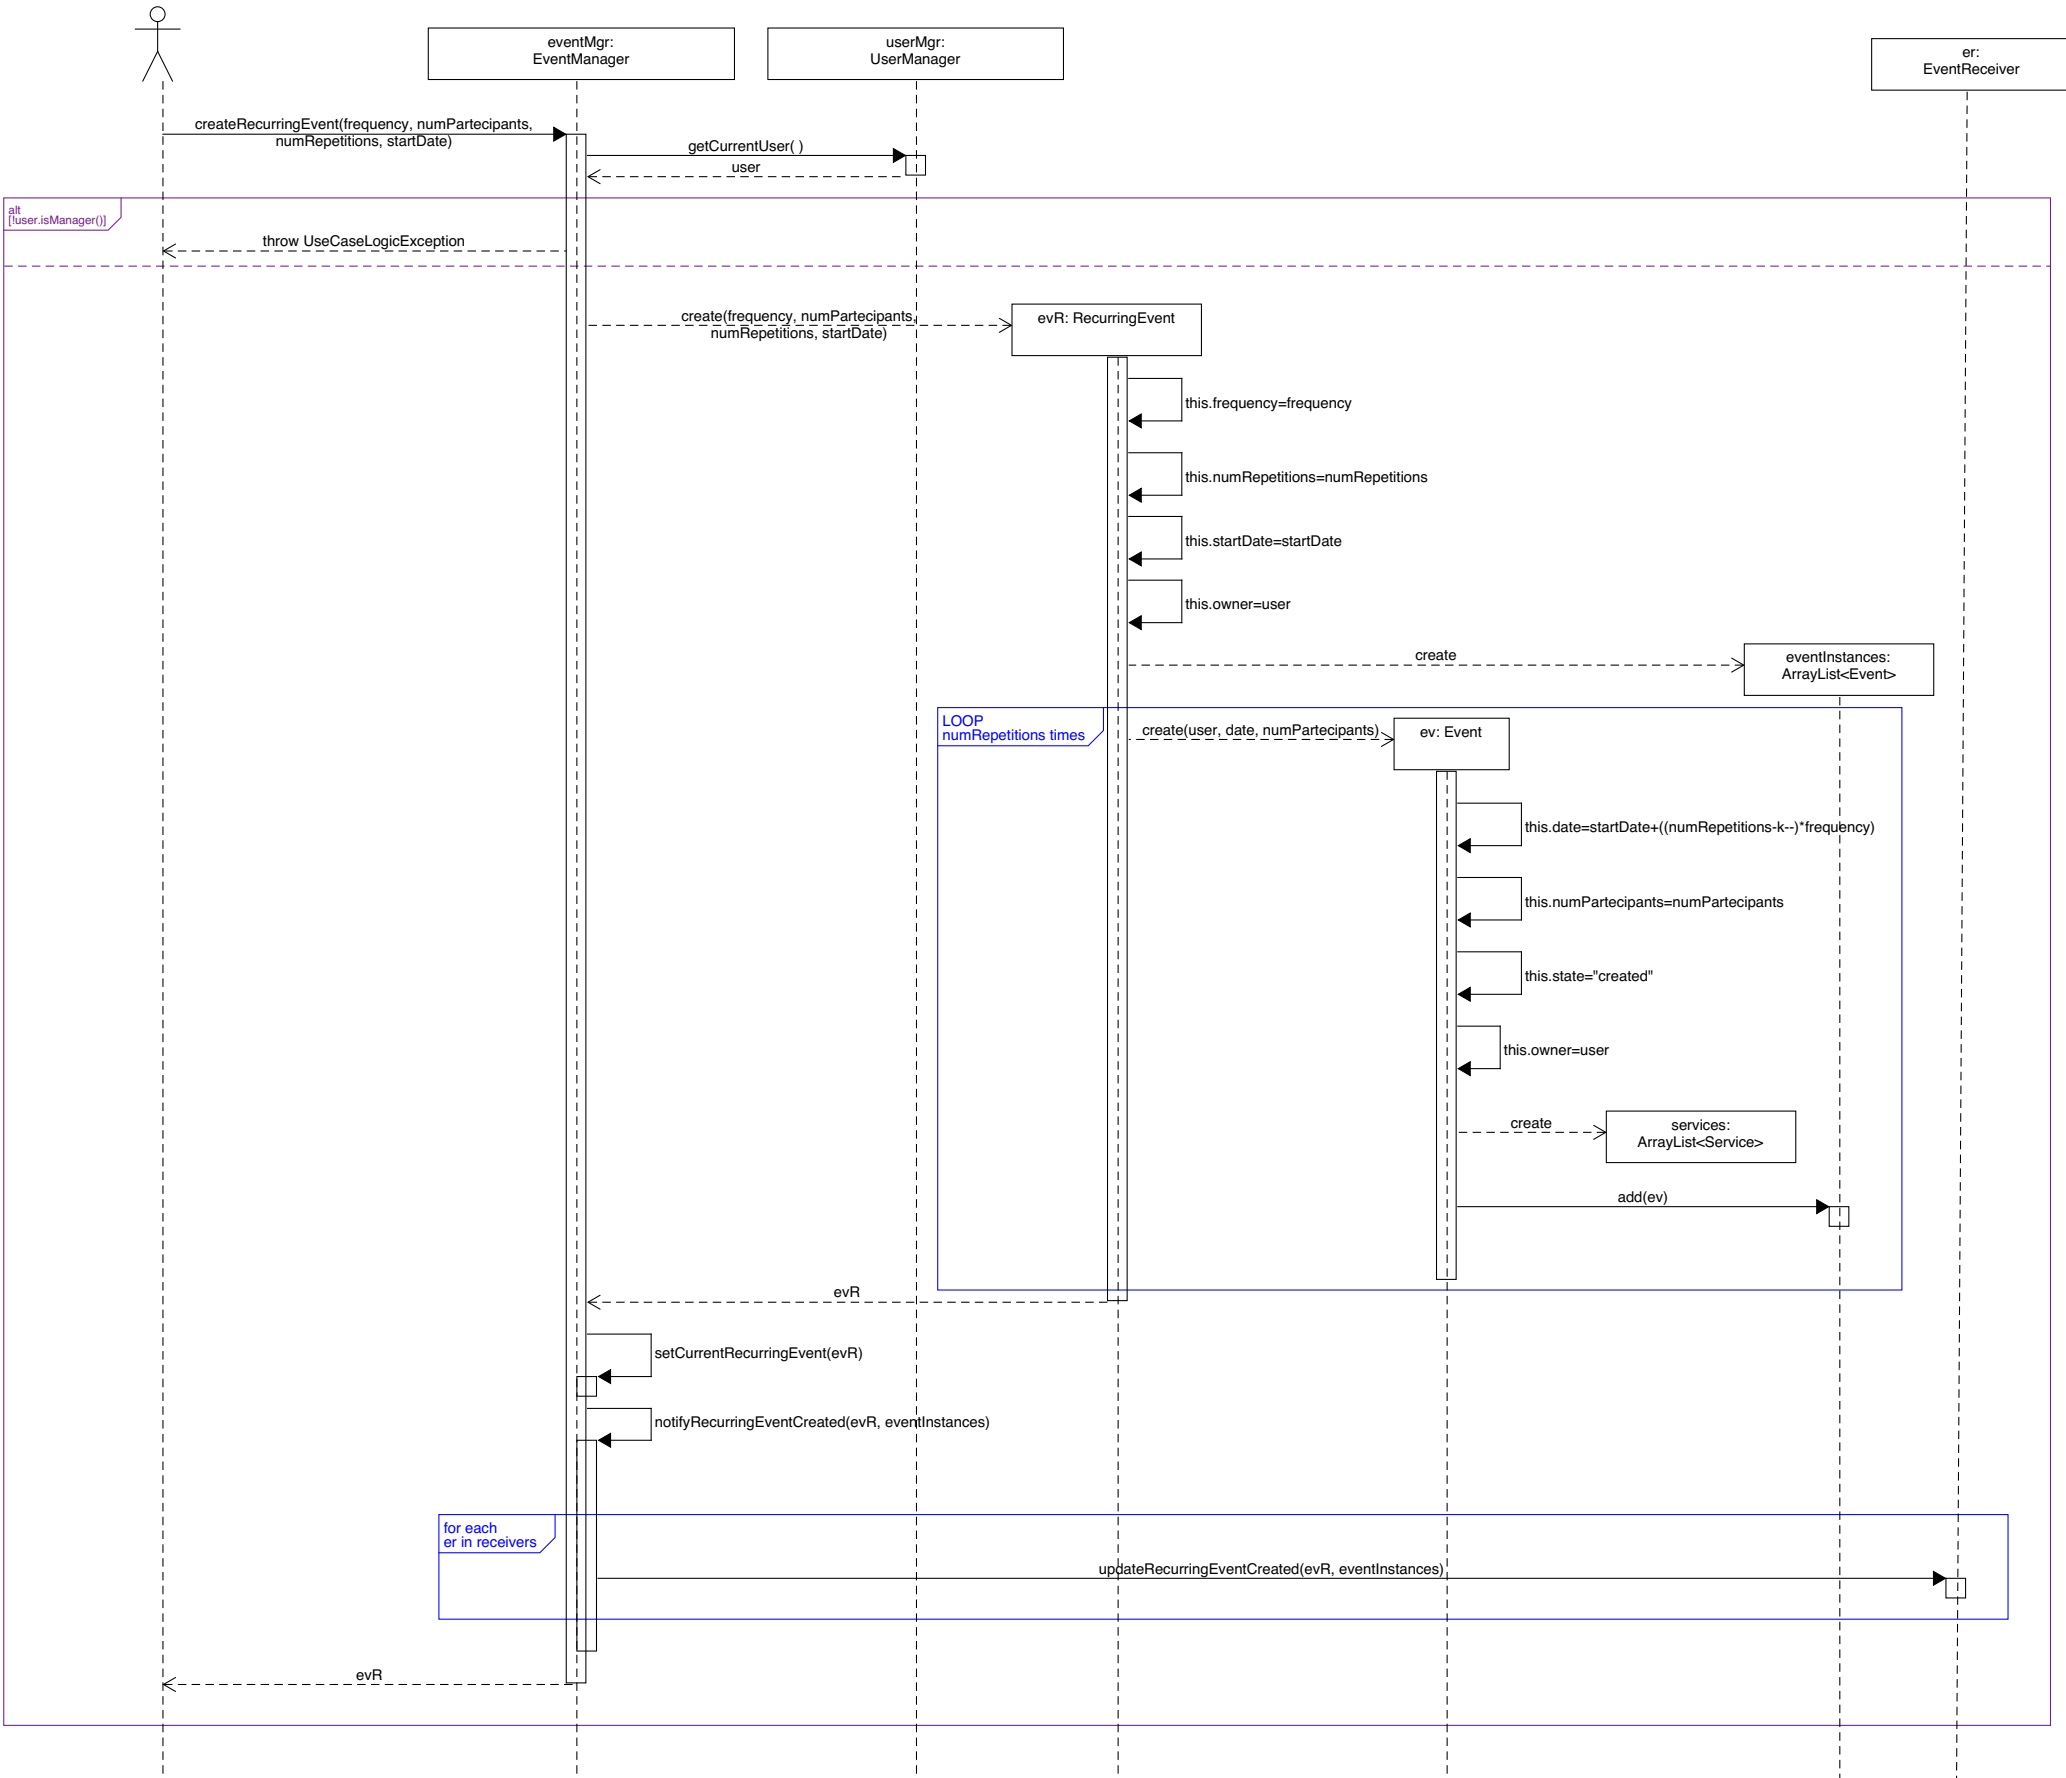 eventMgr:
EventManager
userMgr:
UserManager
er:
EventReceiver
createRecurringEvent(frequency, numPartecipants,
numRepetitions, startDate)
getCurrentUser( )
user
alt
[!user.isManager()]
throw UseCaseLogicException
create(frequency, numPartecipants,
numRepetitions, startDate)
evR: RecurringEvent
this.frequency=frequency
this.numRepetitions=numRepetitions
this.startDate=startDate
this.owner=user
create
eventInstances:
ArrayList<Event>
LOOP
numRepetitions times
create(user, date, numPartecipants)
ev: Event
this.date=startDate+((numRepetitions-k--)*frequency)
this.numPartecipants=numPartecipants
this.state="created"
this.owner=user
create
services:
ArrayList<Service>
add(ev)
evR
setCurrentRecurringEvent(evR)
notifyRecurringEventCreated(evR, eventInstances)
for each
er in receivers
updateRecurringEventCreated(evR, eventInstances)
evR